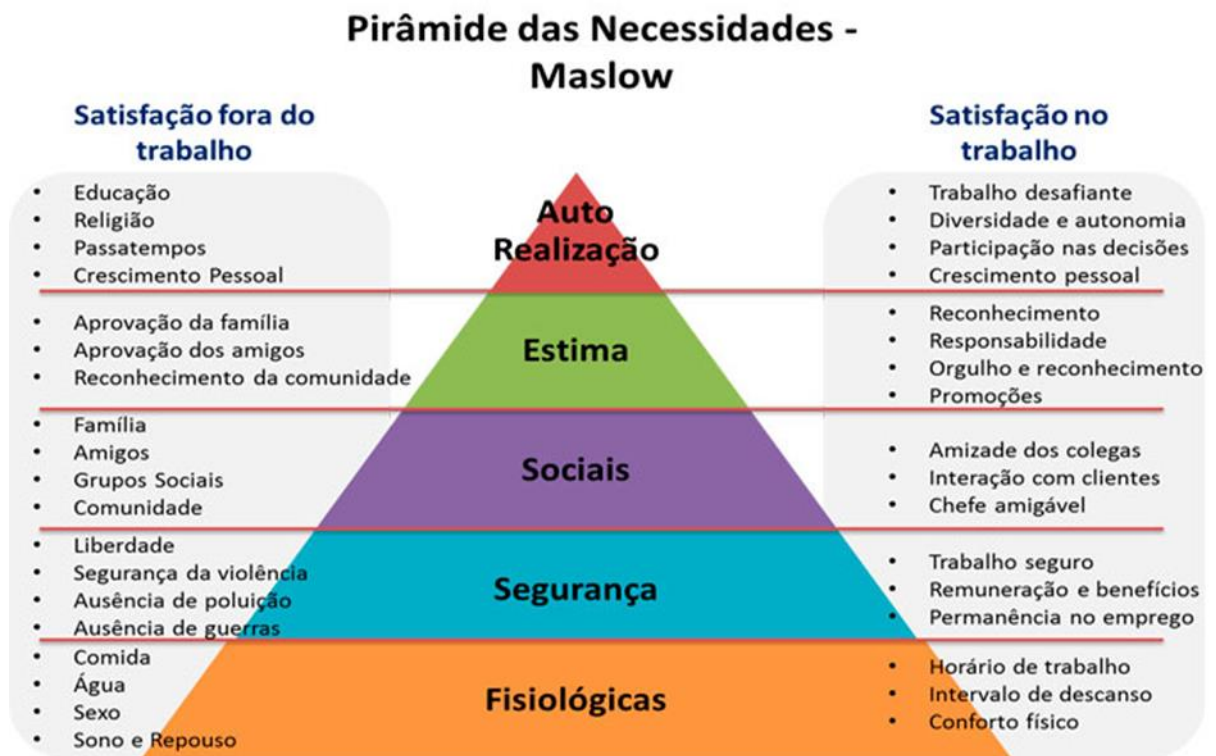 Pirâmide das Necessidades -
Maslow
Satisfação fora do
trabalho
• Educação
• Religião
• Passatempos
• Crescimento Pessoal
• Aprovação da família
• Aprovação dos amigos
• Reconhecimento da comunidade
• Família
• Amigos
• Grupos Sociais
• Comunidade
• Liberdade
• Segurança da violência
• Ausência de poluição
• Ausência de guerras
• Comida
• Água
• Sexo
• Sono e Repouso
Auto
Realização
Estima
Sociais
Segurança
Fisiológicas
Satisfação no
trabalho
• Trabalho desafiante
• Diversidade e autonomia
• Participação nas decisões
• Crescimento pessoal
• Reconhecimento
• Responsabilidade
• Orgulho e reconhecimento
• Promoções
• Amizade dos colegas
• Interação com clientes
• Chefe amigável
• Trabalho seguro
• Remuneração e benefícios
• Permanência no emprego
• Horário de trabalho
• Intervalo de descanso
• Conforto físico